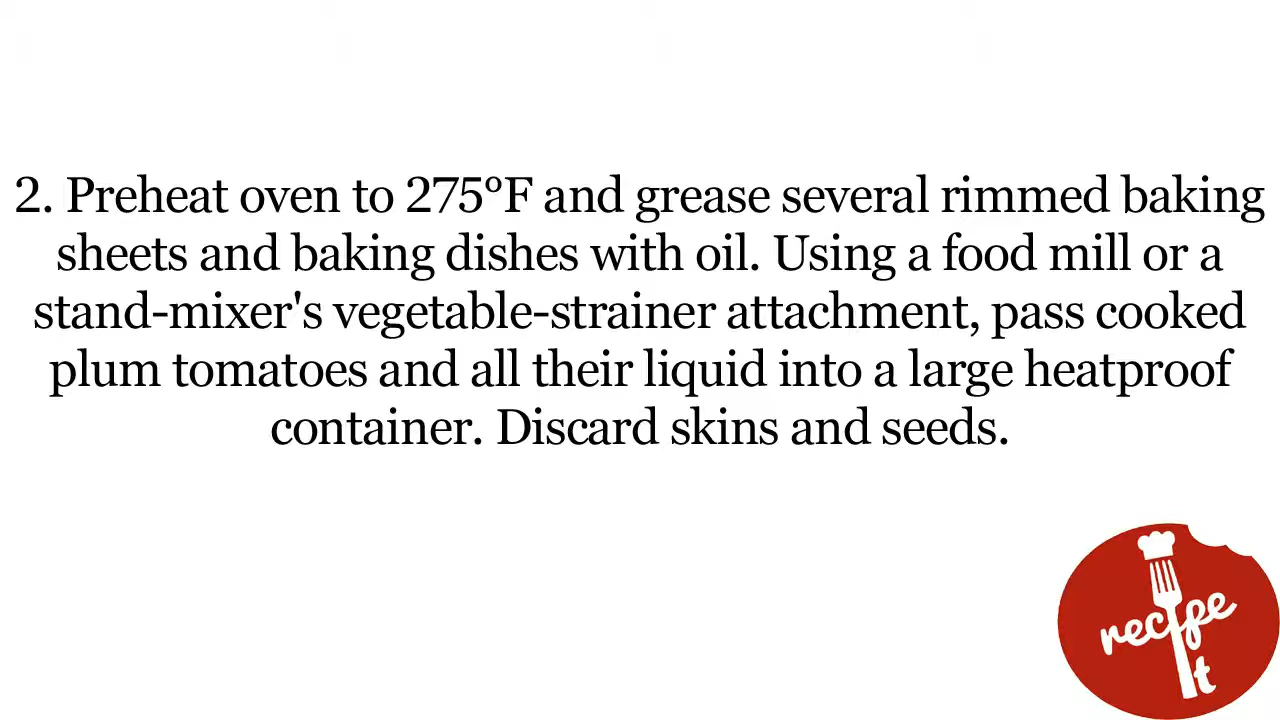 2. Preheat oven to 275°F and grease several rimmed baking
sheets and baking dishes with oil. Using a food mill or a
stand-mixer's vegetable-strainer attachment, pass cooked
plum tomatoes and all their liquid into a large heatproof
container. Discard skins and seeds.
recipe
it